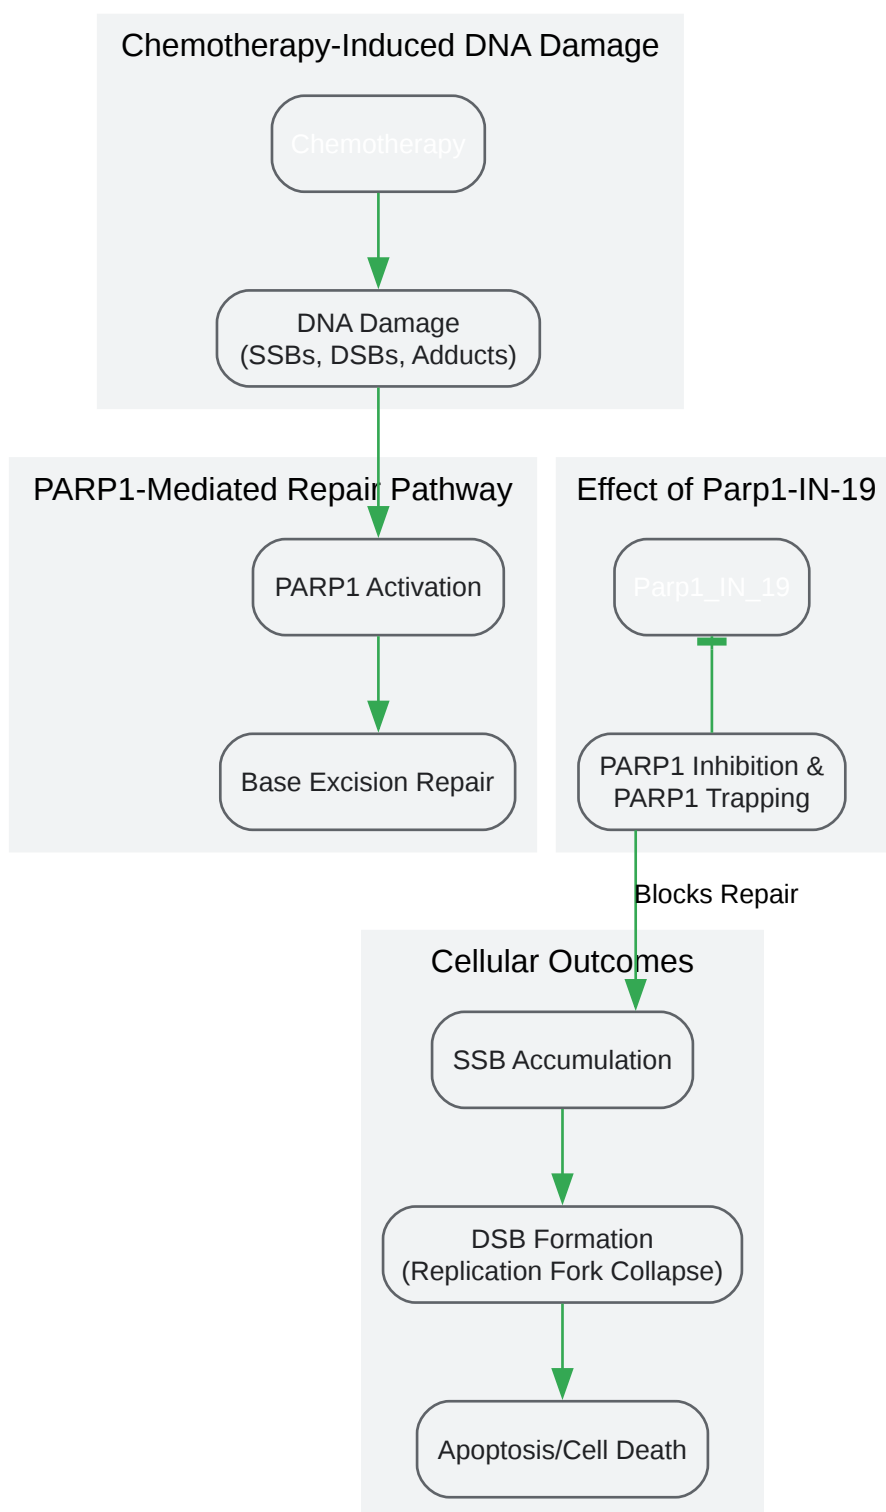 Chemotherapy-Induced DNA Damage
Chemotherapy
DNA Damage
(SSBs, DSBs, Adducts)
PARP1-Mediated Repair Pathway
PARP1 Activation
Base Excision Repair
Effect of Parp1-IN-19
Parp1_IN_19
PARP1 Inhibition &
PARP1 Trapping
Blocks Repair
Cellular Outcomes
SSB Accumulation
DSB Formation
(Replication Fork Collapse)
Apoptosis/Cell Death